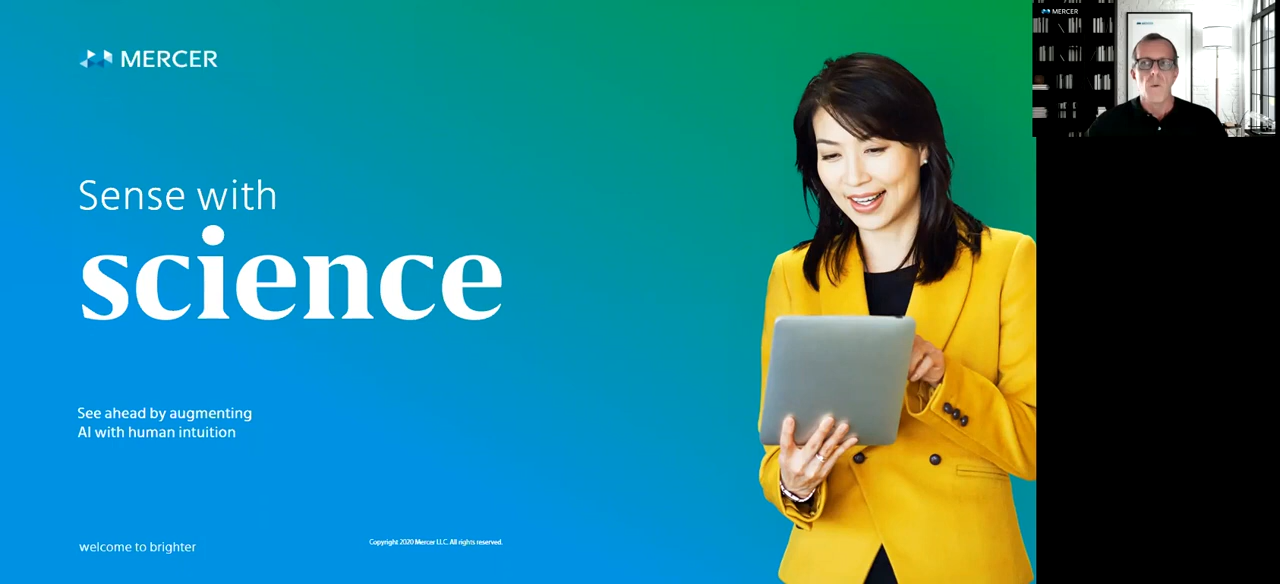 MERCER
Sense with
science
See ahead by augmenting
AI with human intuition
welcome to brighter
Copyright 2020 Mercer LLC. All rights reserved.
MERCER